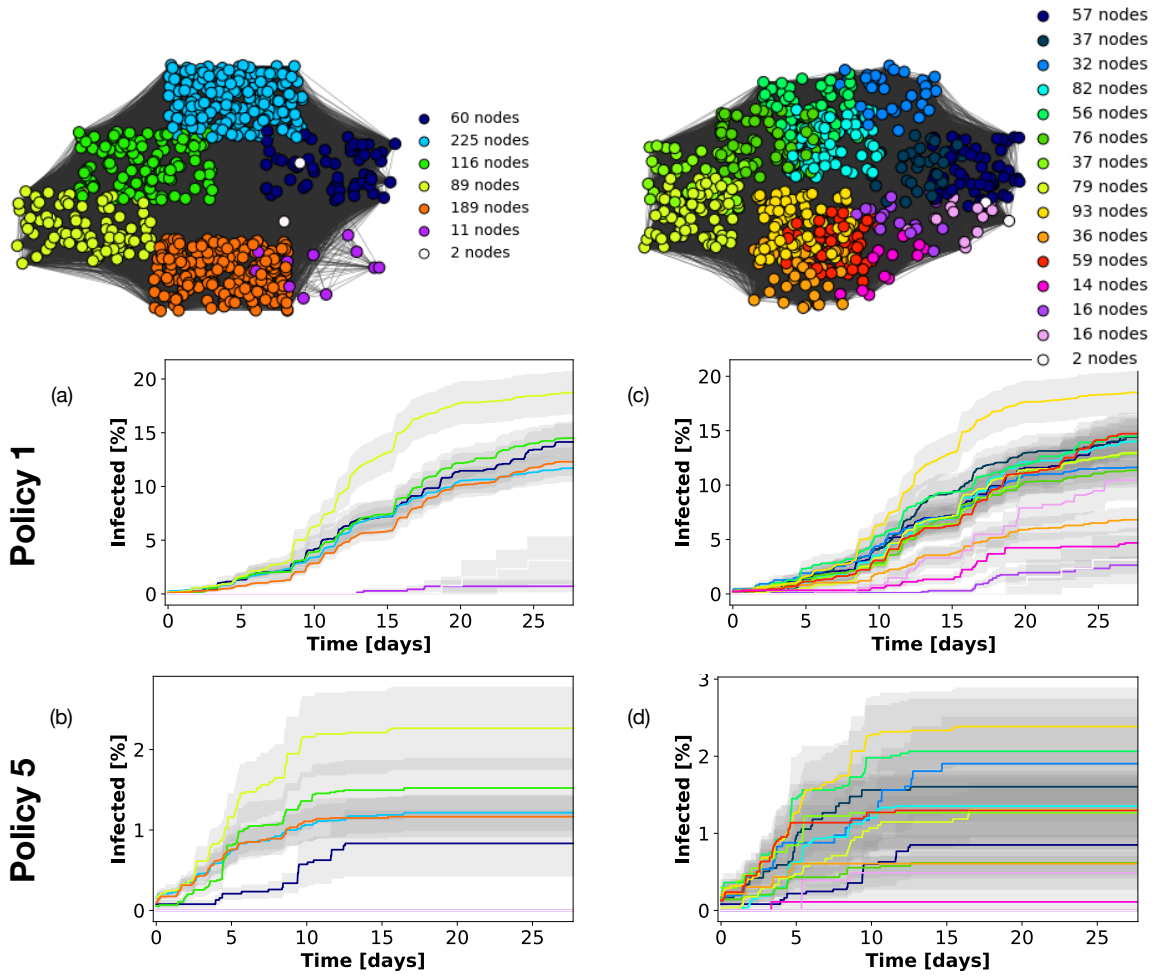 60 nodes
225 nodes
116 nodes
89 nodes
189 nodes
11 nodes
2 nodes
57 nodes
37 nodes
32 nodes
82 nodes
56 nodes
76 nodes
37 nodes
79 nodes
93 nodes
36 nodes
59 nodes
14 nodes
16 nodes
16 nodes
2 nodes
Policy 1
(a)
Infected [%]
20
15
10
5
0
0 5 10 15 20 25
Time [days]
(c)
Infected [%]
20
15
10
5
0
0 5 10 15 20 25
Time [days]
Policy 5
(b)
Infected [%]
2
1
0
0 5 10 15 20 25
Time [days]
(d)
Infected [%]
3
2
1
0
0 5 10 15 20 25
Time [days]